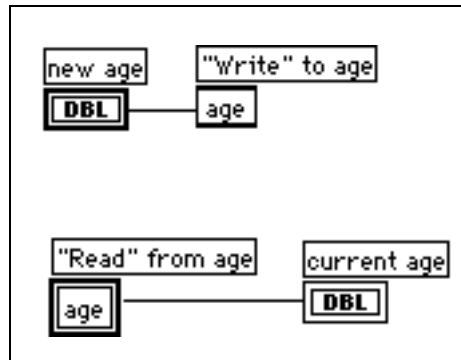 new age
"Write" to age
DBL
age
"Read" from age
current age
age
DBL